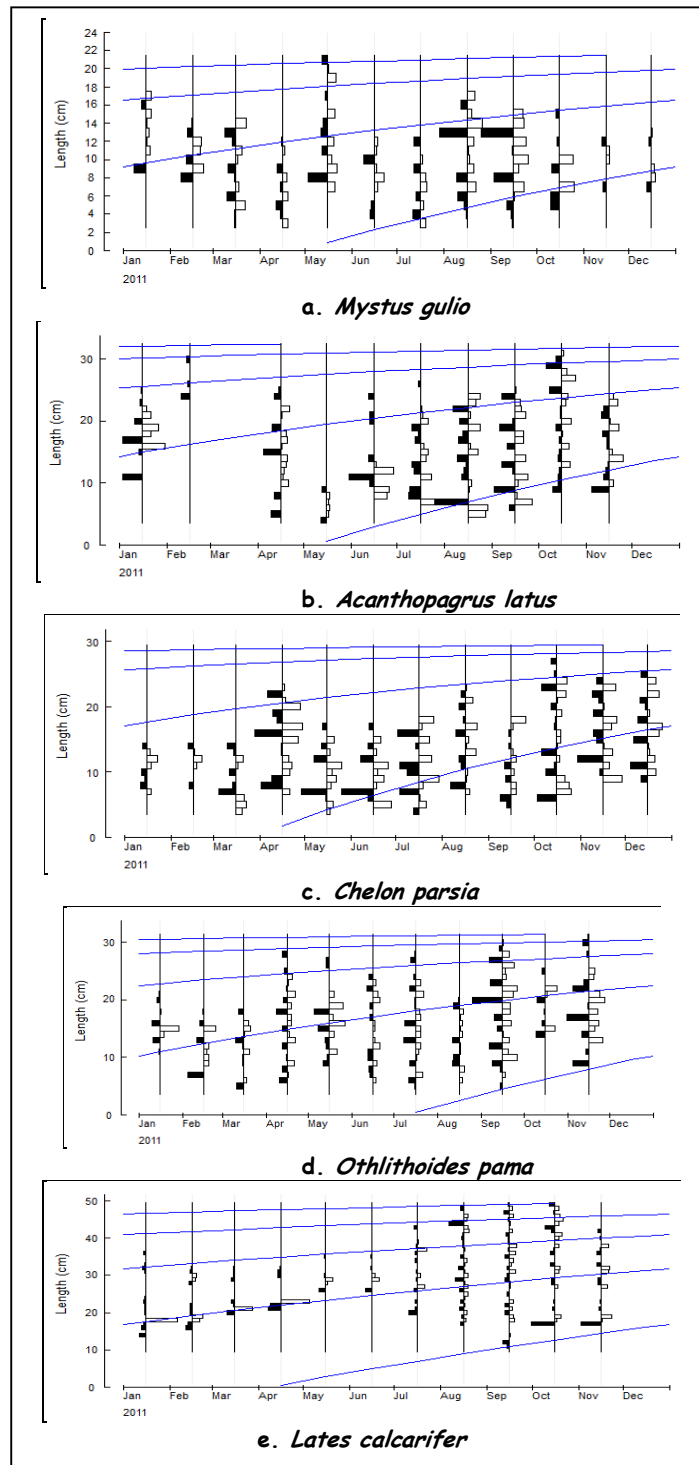 24
22
20
18
16
14
12
10
8
6
4
2
0
Length (cm)
Jan Feb Mar Apr May Jun Jul Aug Sep Oct Nov Dec
2011
a. Mystus gulio
30
20
10
0
Length (cm)
Jan Feb Mar Apr May Jun Jul Aug Sep Oct Nov Dec
2011
b. Acanthopagrus latus
30
20
10
0
Length (cm)
Jan Feb Mar Apr May Jun Jul Aug Sep Oct Nov Dec
2011
c. Chelon parsia
30
20
10
0
Length (cm)
Jan Feb Mar Apr May Jun Jul Aug Sep Oct Nov Dec
2011
d. Othlithoides pama
50
40
30
20
10
0
Length (cm)
Jan Feb Mar Apr May Jun Jul Aug Sep Oct Nov Dec
2011
e. Lates calcarifer